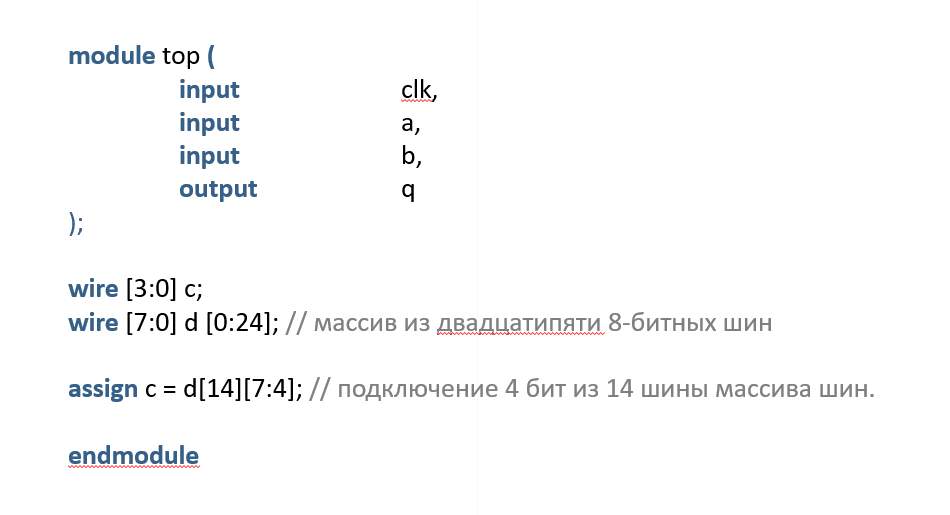 module top (
input clk,
input a,
input b,
output q
);
wire [3:0] c;
wire [7:0] d [0:24]; // массив из двадцатипяти 8-битных шин
assign c = d[14][7:4]; // подключение 4 бит из 14 шины массива шин.
endmodule